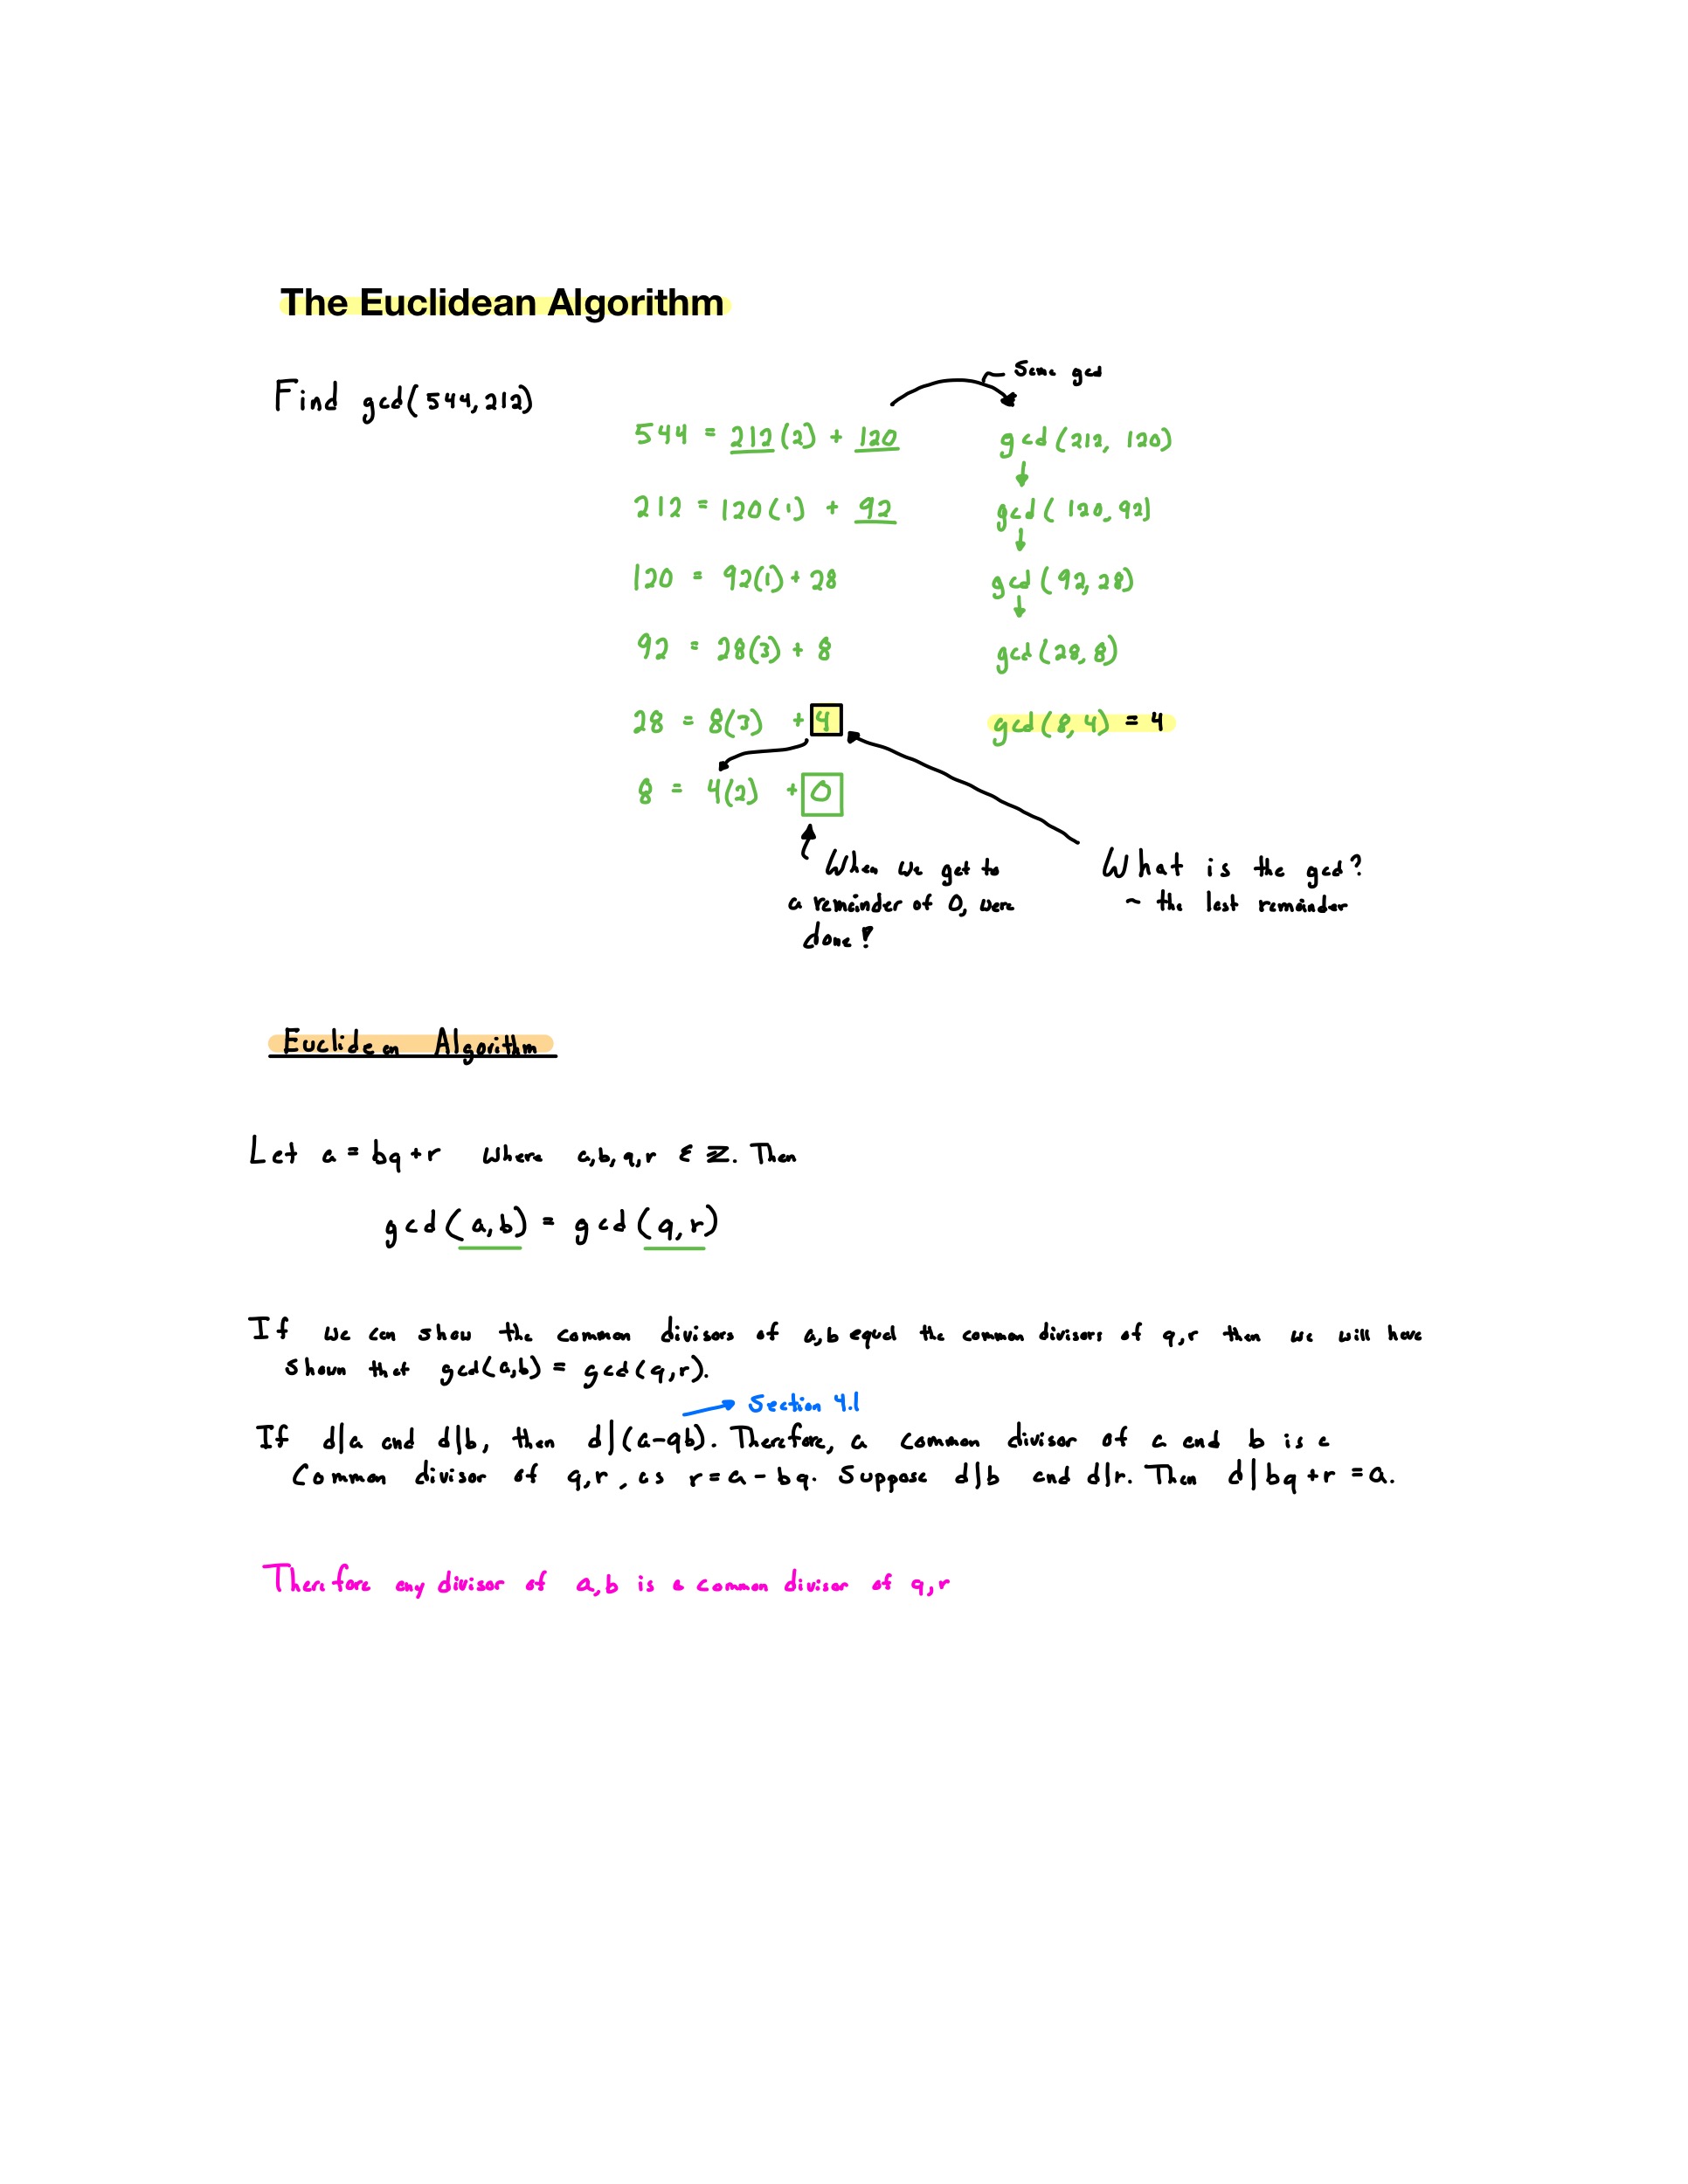 The Euclidean Algorithm
Find gcd(544,212)
Same gcd
544 = 212(2) + 120
gcd(212, 120)
212 = 120(1) + 92
gcd(120,92)
120 = 92(1) + 28
gcd(92,28)
92 = 28(3) + 8
gcd(28,8)
28 = 8(3) + 4
gcd(8,4) = 4
8 = 4(2) + 0
When we get to
a remainder of 0, were
done!
What is the gcd?
~ the last remainder
Euclidean Algorithm
Let a = bq + r where a,b,q,r ∈ ℤ. Then
gcd(a,b) = gcd(q,r)
If we can show the common divisors of a,b equal the common divisors of q,r then we will have
shown that gcd(a,b) = gcd(q,r).
Section 4.1
If d|a and d|b, then d|(a-qb). Therefore, a common divisor of a and b is a
Common divisor of q,r, as r = a - bq. Suppose d|b and d|r. Then d|bq + r = a.
Therefore any divisor of a,b is a common divisor of q,r